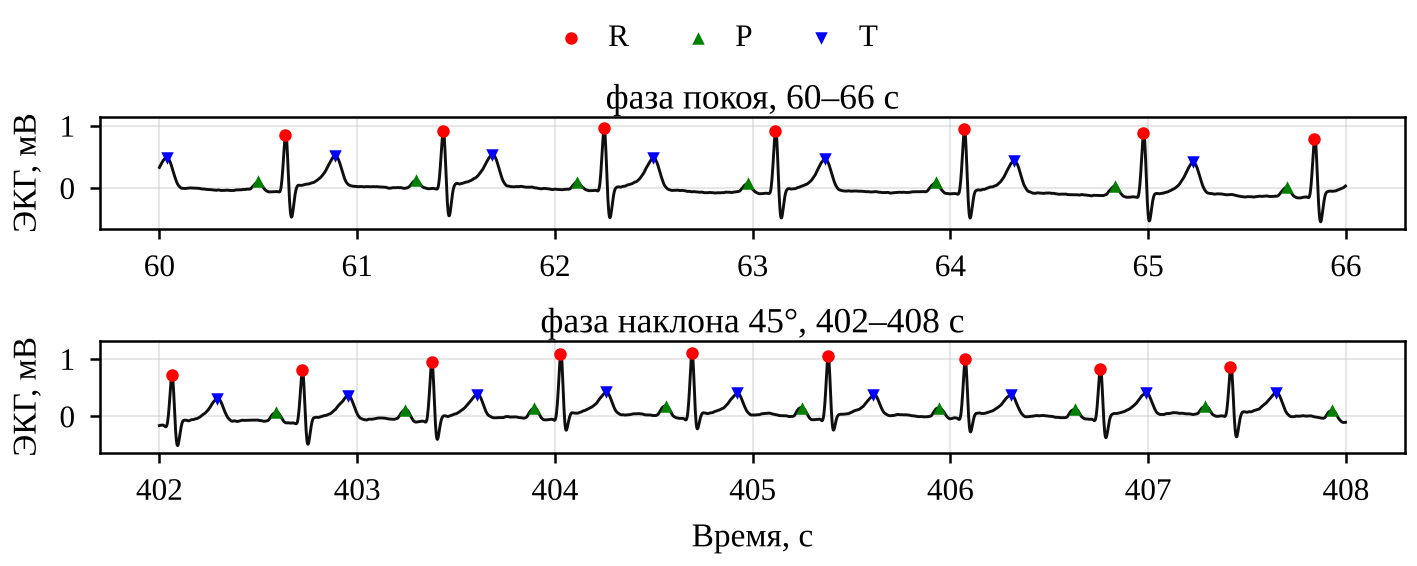 R P T
фаза покоя, 60–66 с
ЭКГ, мВ
1
0
60 61 62 63 64 65 66
фаза наклона 45°, 402–408 с
ЭКГ, мВ
1
0
402 403 404 405 406 407 408
Время, с